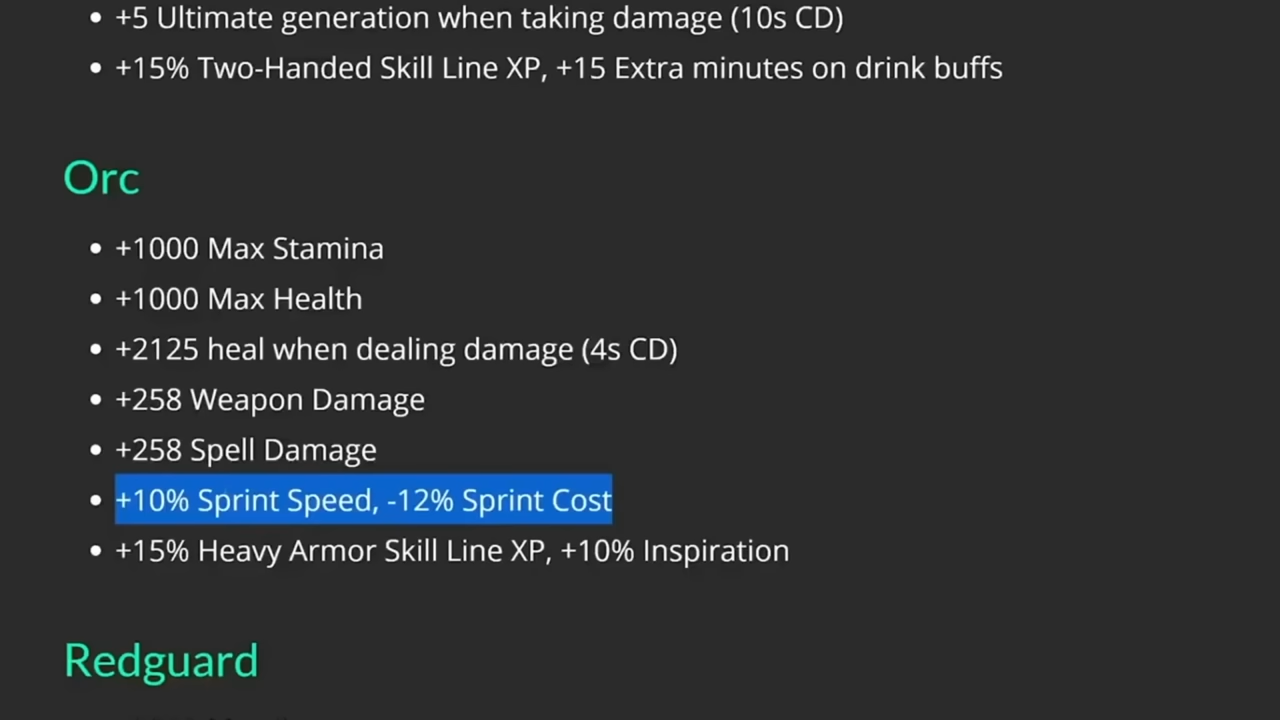 +5 Ultimate generation when taking damage (10s CD)
+15% Two-Handed Skill Line XP, +15 Extra minutes on drink buffs
Orc
+1000 Max Stamina
+1000 Max Health
+2125 heal when dealing damage (4s CD)
+258 Weapon Damage
+258 Spell Damage
+10% Sprint Speed, -12% Sprint Cost
+15% Heavy Armor Skill Line XP, +10% Inspiration
Redguard